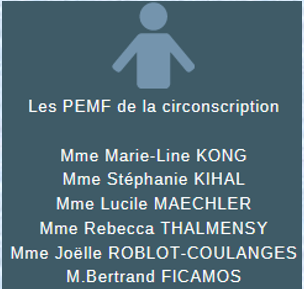 Les PEMF de la circonscription
Mme Marie-Line KONG
Mme Stéphanie KIHAL
Mme Lucile MAECHLER
Mme Rebecca THALMENSY
Mme Joëlle ROBLOT-COULANGES
M.Bertrand FICAMOS